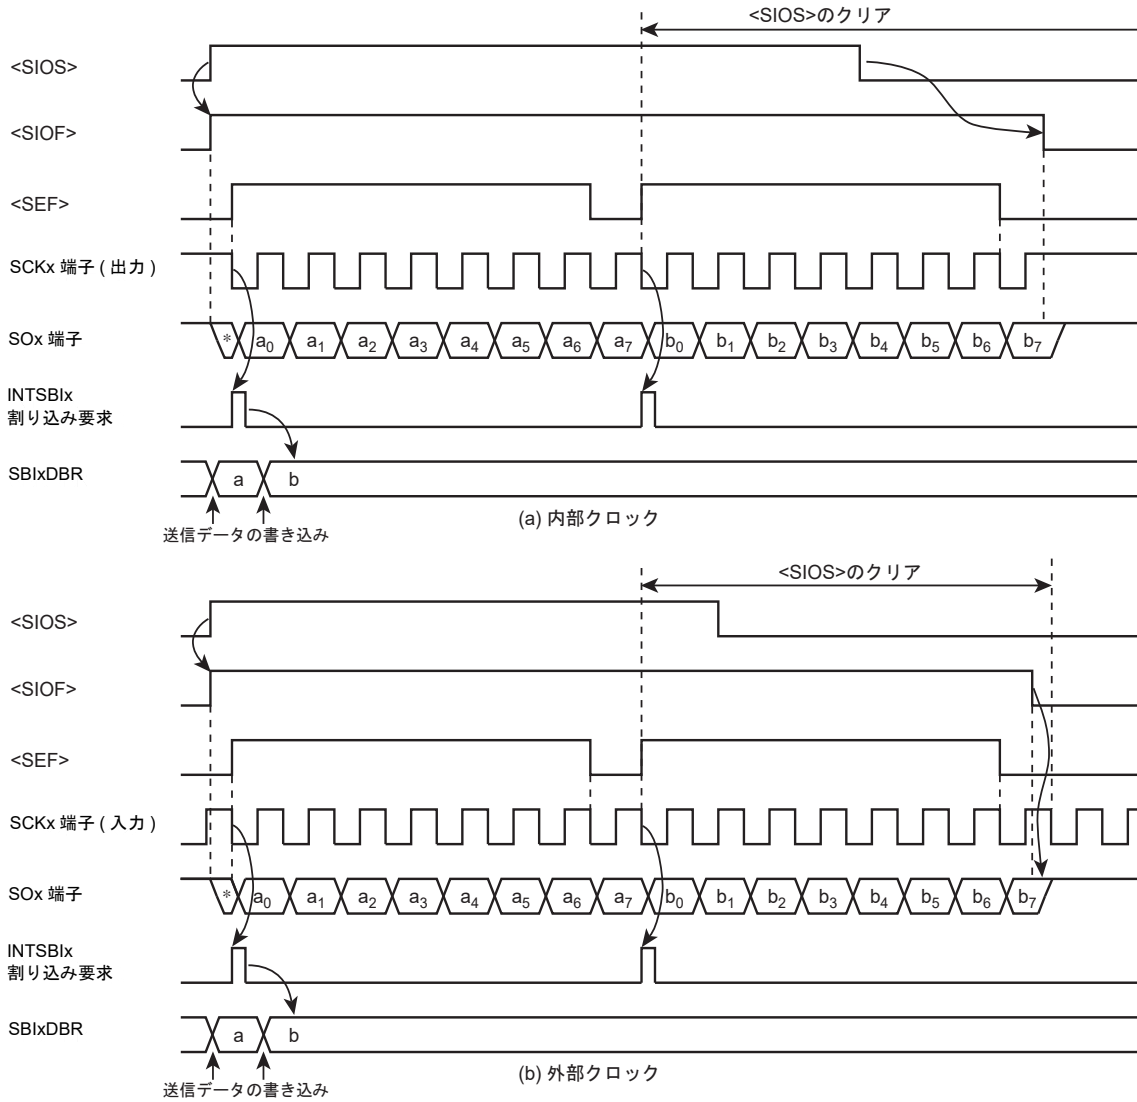 <SIOS>のクリア
<SIOS>
<SIOF>
<SEF>
SCKx 端子 ( 出力 )
SOx 端子
* a0 a1 a2 a3 a4 a5 a6 a7 b0 b1 b2 b3 b4 b5 b6 b7
INTSBIx
割り込み要求
SBIxDBR
a b
送信データの書き込み
(a) 内部クロック
<SIOS>のクリア
<SIOS>
<SIOF>
<SEF>
SCKx 端子 ( 入力 )
SOx 端子
* a0 a1 a2 a3 a4 a5 a6 a7 b0 b1 b2 b3 b4 b5 b6 b7
INTSBIx
割り込み要求
SBIxDBR
a b
送信データの書き込み
(b) 外部クロック